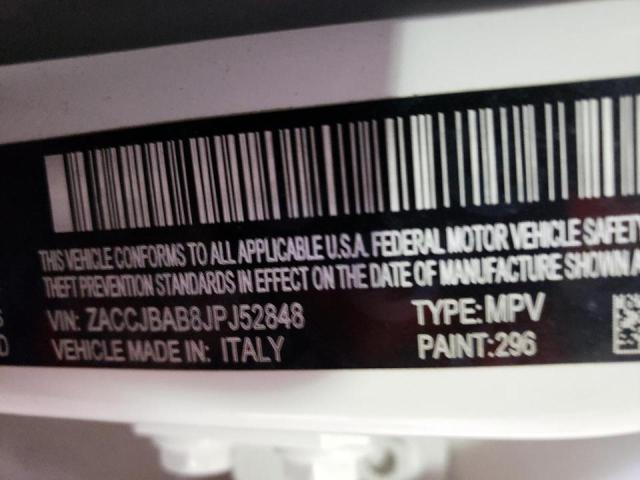 THIS VEHICLE CONFORMS TO ALL APPLICABLE U.S.A. FEDERAL MOTOR VEHICLE SAFETY
THEFT PREVENTION STANDARDS IN EFFECT ON THE DATE OF MANUFACTURE SHOWN A
VIN: ZACCJBAB8JPJ52848 TYPE: MPV
VEHICLE MADE IN: ITALY PAINT: 296